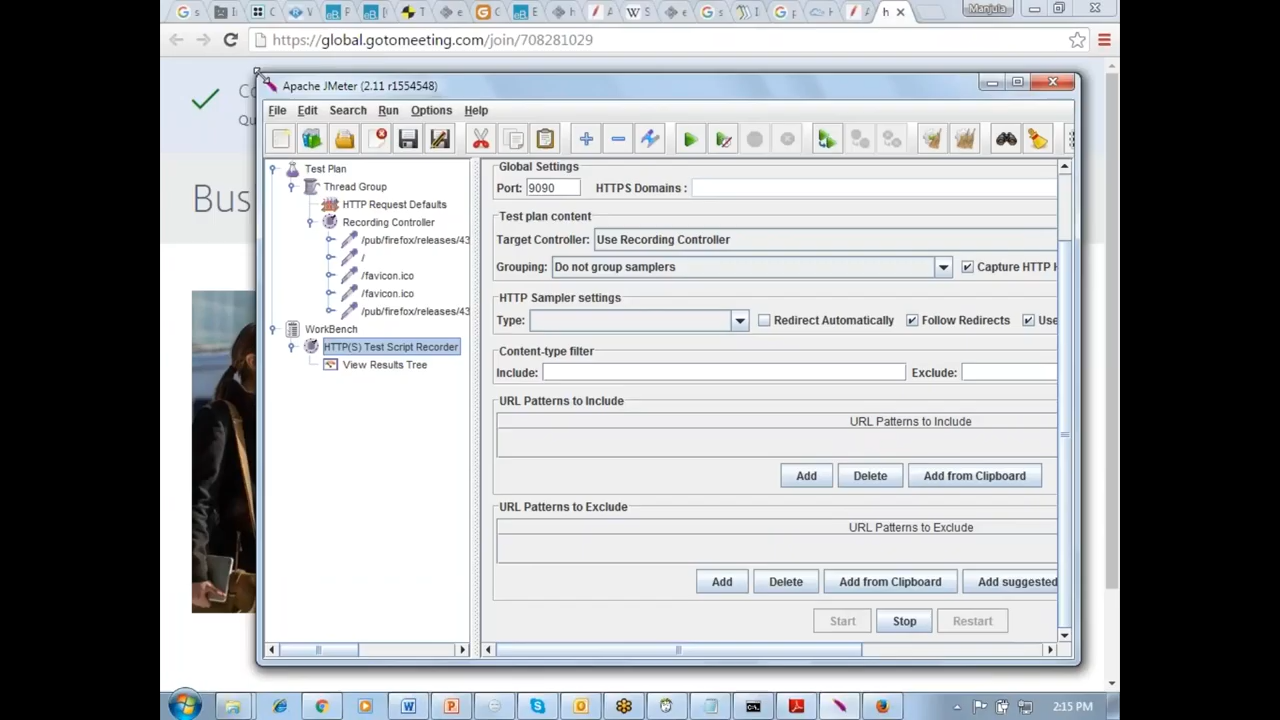 Manjula
https://global.gotomeeting.com/join/708281029
Apache JMeter (2.11 r1554548)
File Edit Search Run Options Help
Test Plan
Thread Group
HTTP Request Defaults
Recording Controller
/pub/firefox/releases/43
/
/favicon.ico
/favicon.ico
/pub/firefox/releases/43
WorkBench
HTTP(S) Test Script Recorder
View Results Tree
Global Settings
Port: 9090 HTTPS Domains :
Test plan content
Target Controller: Use Recording Controller
Grouping: Do not group samplers Capture HTTP H
HTTP Sampler settings
Type: Redirect Automatically Follow Redirects Use
Content-type filter
Include: Exclude:
URL Patterns to Include
URL Patterns to Include
Add Delete Add from Clipboard
URL Patterns to Exclude
URL Patterns to Exclude
Add Delete Add from Clipboard Add suggested
Start Stop Restart
Bus
2:15 PM